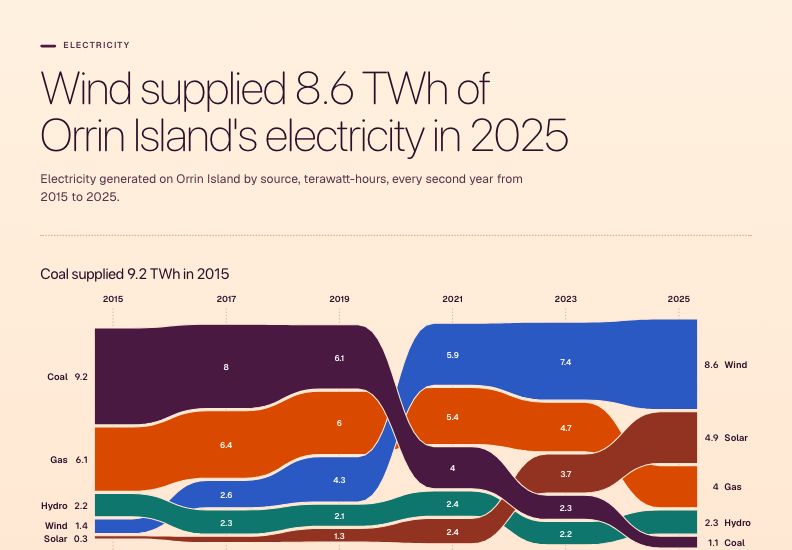 ELECTRICITY
Wind supplied 8.6 TWh of
Orrin Island's electricity in 2025
Electricity generated on Orrin Island by source, terawatt-hours, every second year from
2015 to 2025.
Coal supplied 9.2 TWh in 2015
2015 2017 2019 2021 2023 2025
Coal 9.2 8 6.1 5.9 7.4 8.6 Wind
Gas 6.1 6.4 6 5.4 4.7 4.9 Solar
Hydro 2.2 2.6 4.3 4 3.7 4 Gas
Wind 1.4 2.3 2.1 2.4 2.3 2.3 Hydro
Solar 0.3 1.3 2.4 2.2 1.1 Coal